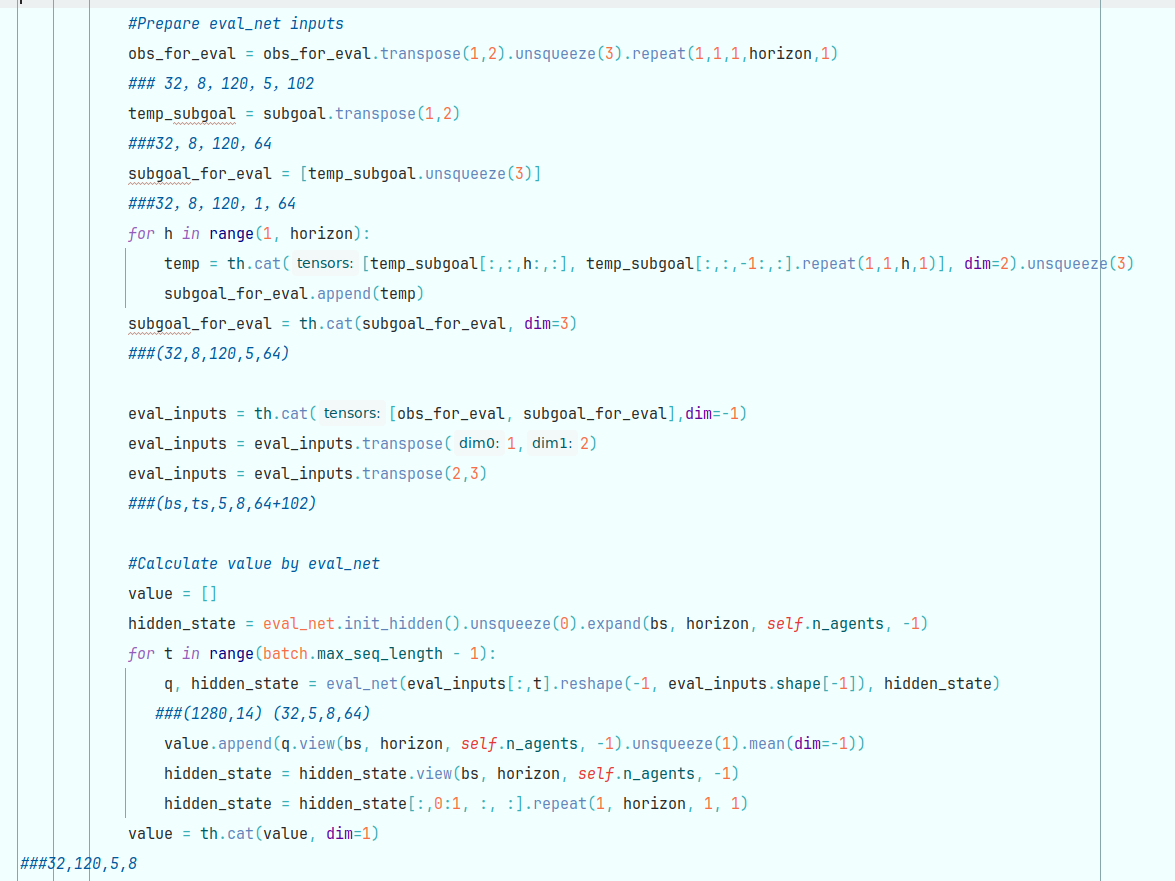 #Prepare eval_net inputs
obs_for_eval = obs_for_eval.transpose(1,2).unsqueeze(3).repeat(1,1,1,horizon,1)
### 32, 8, 120, 5, 102
temp_subgoal = subgoal.transpose(1,2)
###32, 8, 120, 64
subgoal_for_eval = [temp_subgoal.unsqueeze(3)]
###32, 8, 120, 1, 64
for h in range(1, horizon):
temp = th.cat( tensors: [temp_subgoal[:,:,h:,:], temp_subgoal[:,:,-1:,:].repeat(1,1,h,1)], dim=2).unsqueeze(3)
subgoal_for_eval.append(temp)
subgoal_for_eval = th.cat(subgoal_for_eval, dim=3)
###(32,8,120,5,64)
eval_inputs = th.cat( tensors: [obs_for_eval, subgoal_for_eval],dim=-1)
eval_inputs = eval_inputs.transpose( dim0: 1, dim1: 2)
eval_inputs = eval_inputs.transpose(2,3)
###(bs,ts,5,8,64+102)
#Calculate value by eval_net
value = []
hidden_state = eval_net.init_hidden().unsqueeze(0).expand(bs, horizon, self.n_agents, -1)
for t in range(batch.max_seq_length - 1):
q, hidden_state = eval_net(eval_inputs[:,t].reshape(-1, eval_inputs.shape[-1]), hidden_state)
###(1280,14) (32,5,8,64)
value.append(q.view(bs, horizon, self.n_agents, -1).unsqueeze(1).mean(dim=-1))
hidden_state = hidden_state.view(bs, horizon, self.n_agents, -1)
hidden_state = hidden_state[:,0:1, :, :].repeat(1, horizon, 1, 1)
value = th.cat(value, dim=1)
###32,120,5,8